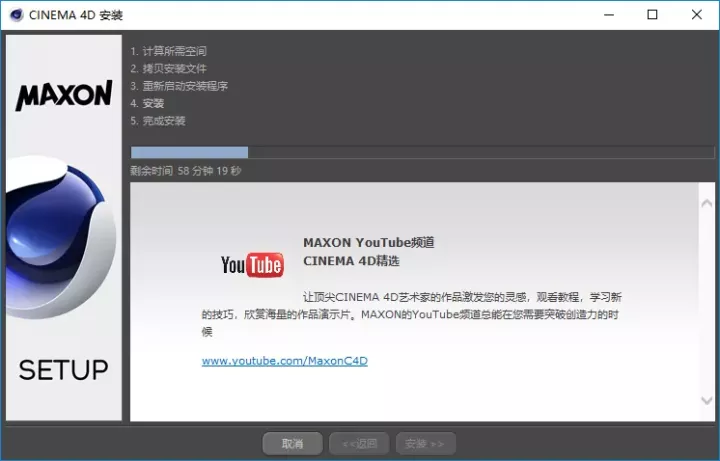 CINEMA 4D 安装
MAXON
SETUP
1. 计算所需空间
2. 拷贝安装文件
3. 重新启动安装程序
4. 安装
5. 完成安装
剩余时间 58 分钟 19 秒
YouTube
MAXON YouTube频道
CINEMA 4D精选
让顶尖CINEMA 4D艺术家的作品激发您的灵感，观看教程，学习新
的技巧，欣赏海量的作品演示片。MAXON的YouTube频道总能在您需要突破创造力的时
候
www.youtube.com/MaxonC4D
取消
<<返回
安装 >>